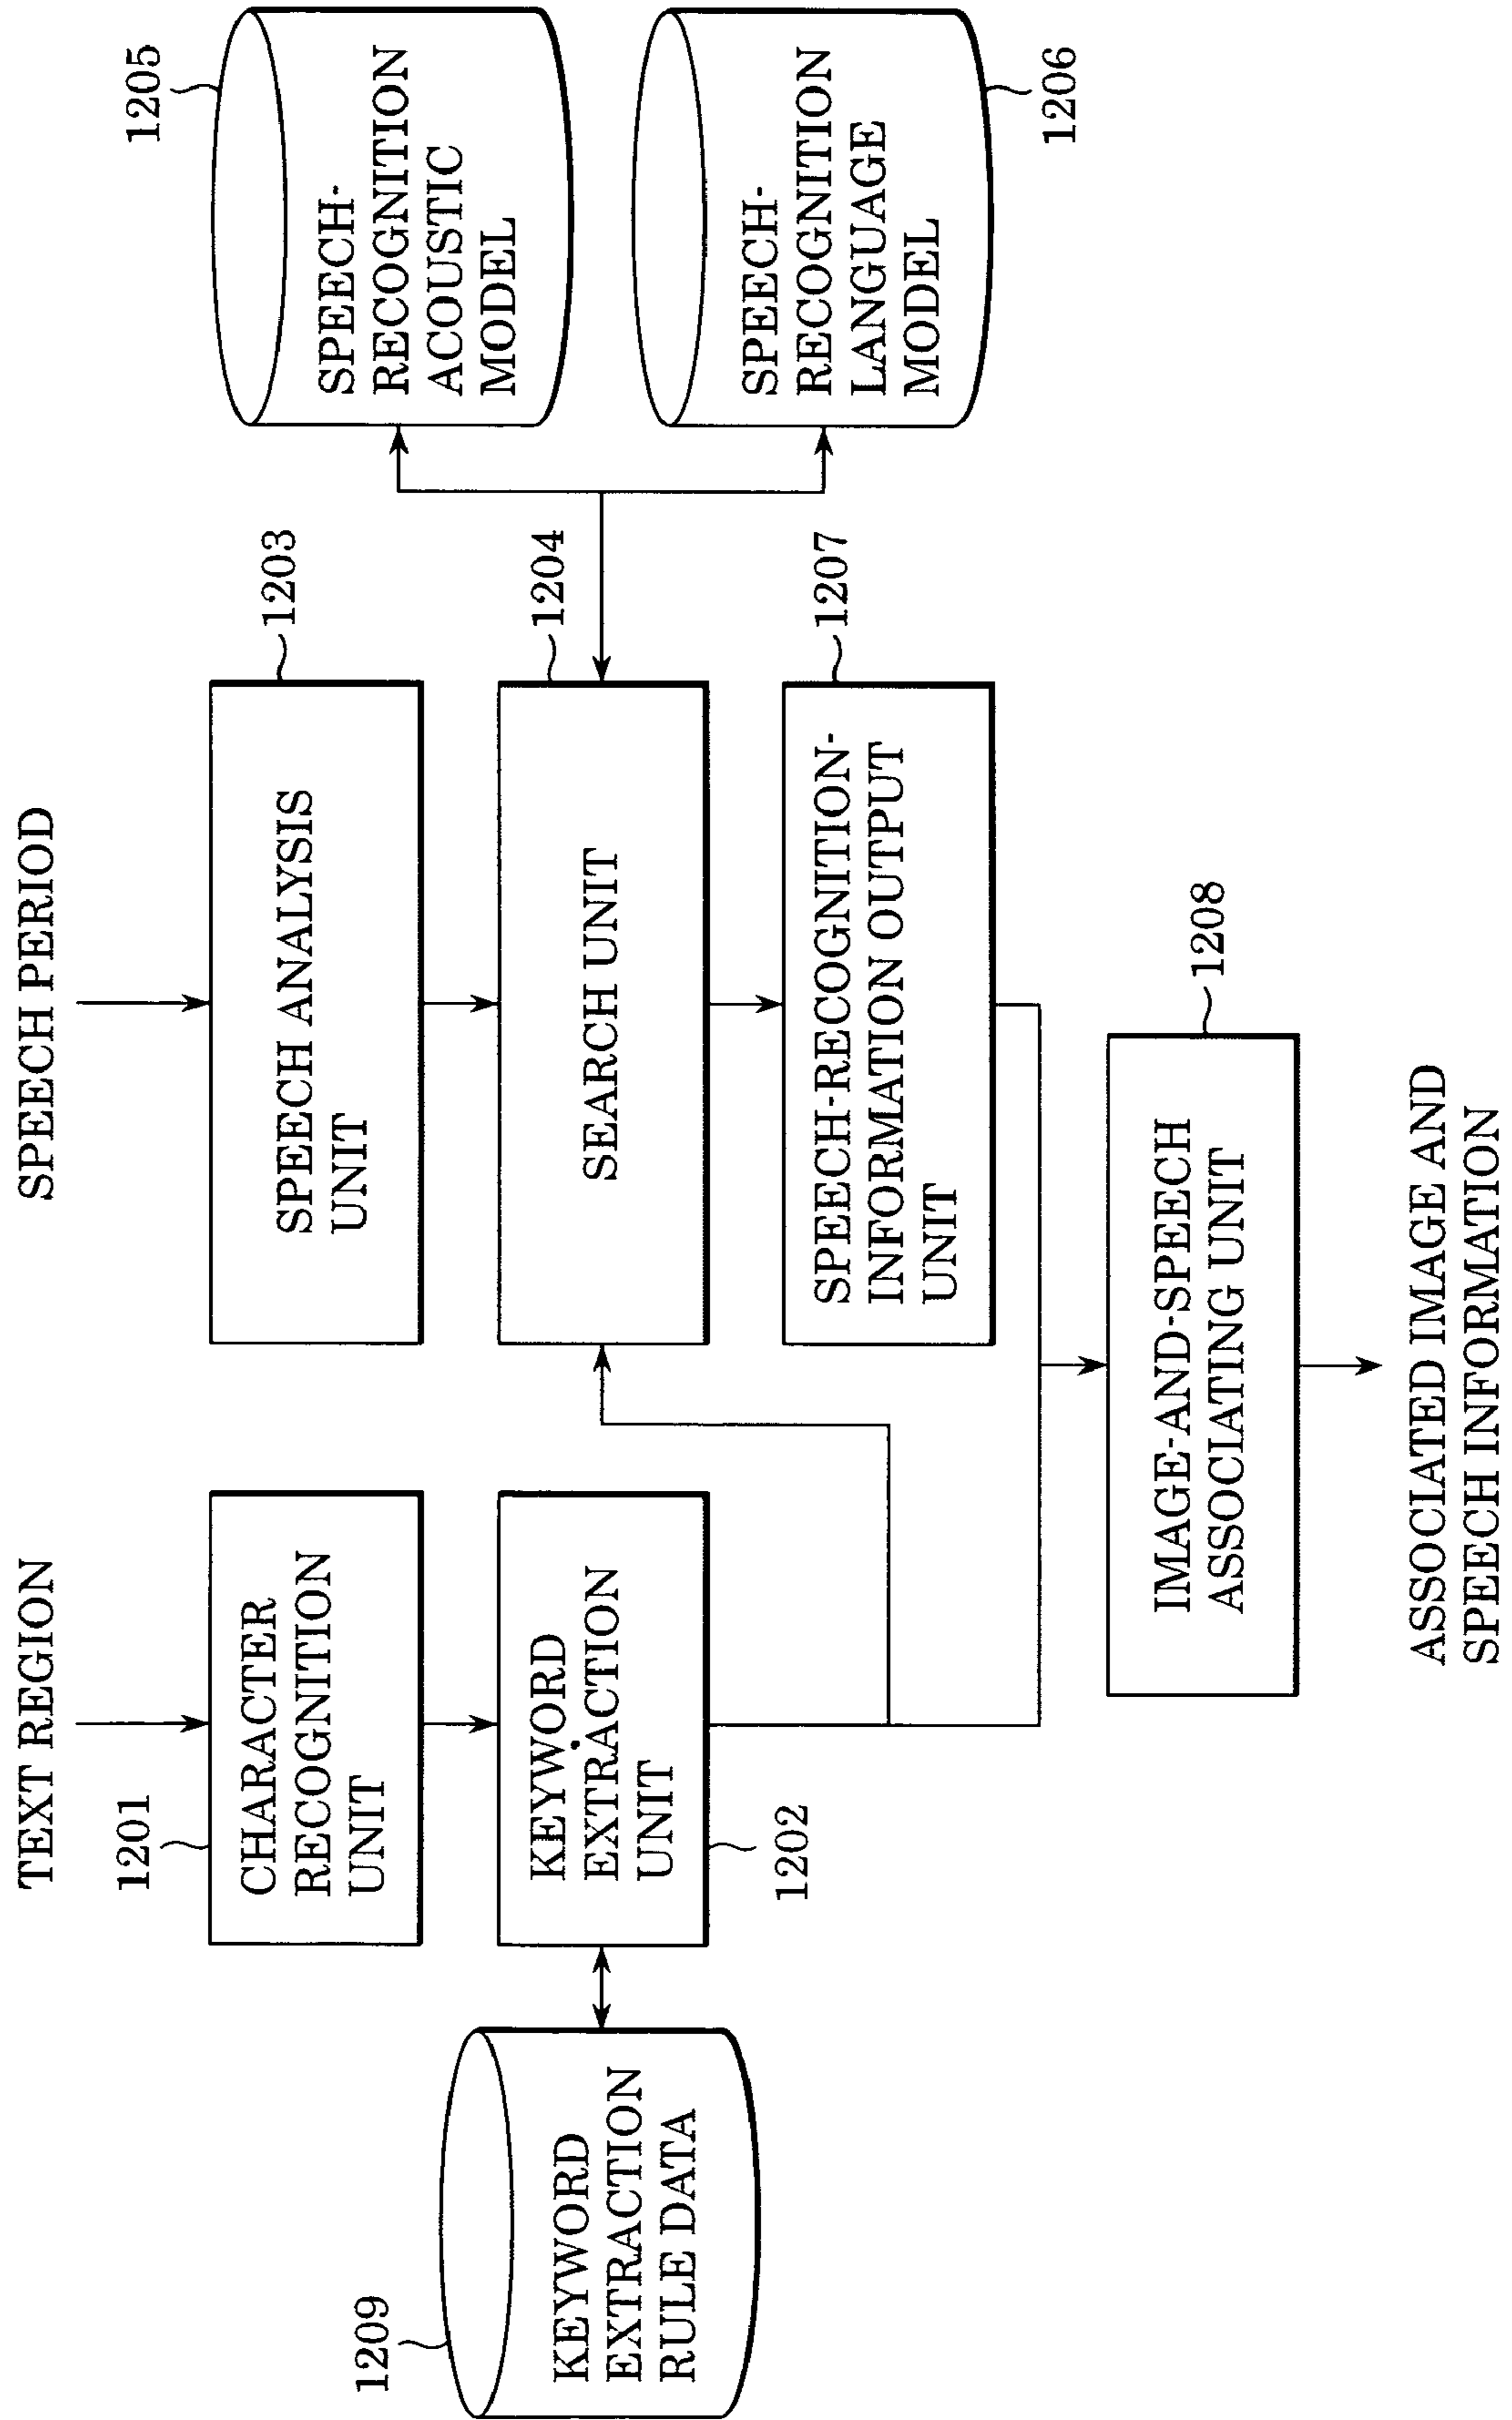 TEXT REGION
SPEECH PERIOD
1201
CHARACTER
RECOGNITION
UNIT
1203
SPEECH ANALYSIS
UNIT
1205
SPEECH-
RECOGNITION
ACOUSTIC
MODEL
1209
KEYWORD
EXTRACTION
RULE DATA
KEYWORD
EXTRACTION
UNIT
1202
1204
SEARCH UNIT
SPEECH-
RECOGNITION
LANGUAGE
MODEL
1206
1207
SPEECH-RECOGNITION-
INFORMATION OUTPUT
UNIT
1208
IMAGE-AND-SPEECH
ASSOCIATING UNIT
ASSOCIATED IMAGE AND
SPEECH INFORMATION